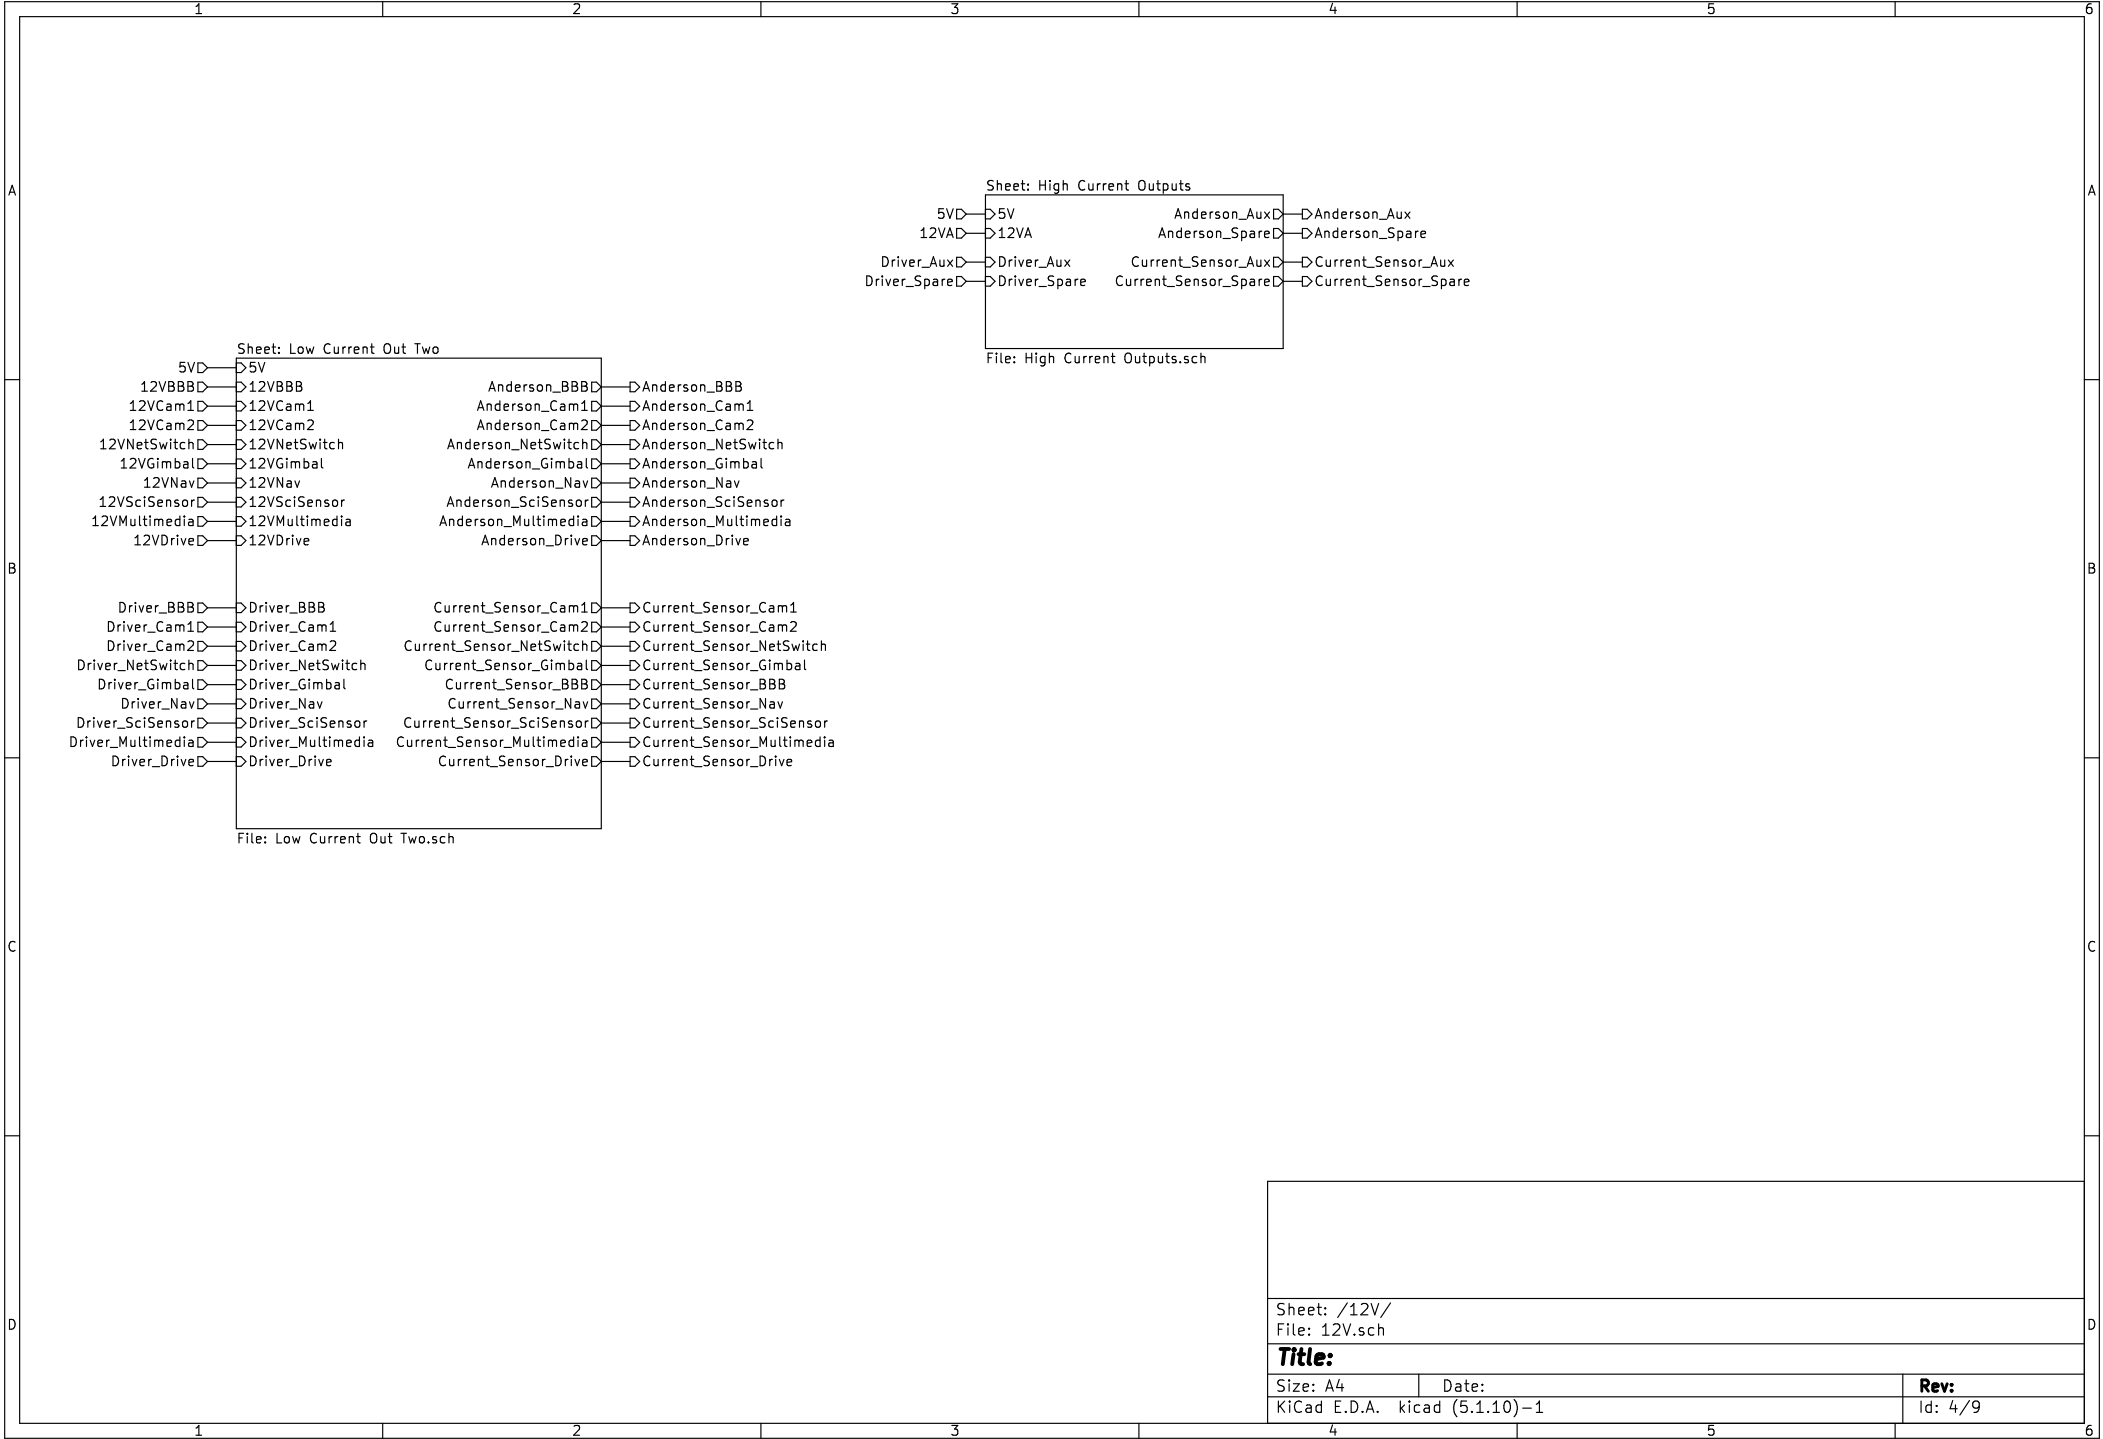 1 2 3 4 5 6
A A
Sheet: High Current Outputs
5V 5V Anderson_Aux Anderson_Aux
12VA 12VA Anderson_Spare Anderson_Spare
Driver_Aux Driver_Aux Current_Sensor_Aux Current_Sensor_Aux
Driver_Spare Driver_Spare Current_Sensor_Spare Current_Sensor_Spare
File: High Current Outputs.sch
Sheet: Low Current Out Two
5V 5V
12VBBB 12VBBB Anderson_BBB Anderson_BBB
12VCam1 12VCam1 Anderson_Cam1 Anderson_Cam1
12VCam2 12VCam2 Anderson_Cam2 Anderson_Cam2
12VNetSwitch 12VNetSwitch Anderson_NetSwitch Anderson_NetSwitch
12VGimbal 12VGimbal Anderson_Gimbal Anderson_Gimbal
12VNav 12VNav Anderson_Nav Anderson_Nav
12VSciSensor 12VSciSensor Anderson_SciSensor Anderson_SciSensor
12VMultimedia 12VMultimedia Anderson_Multimedia Anderson_Multimedia
12VDrive 12VDrive Anderson_Drive Anderson_Drive
B B
Driver_BBB Driver_BBB Current_Sensor_Cam1 Current_Sensor_Cam1
Driver_Cam1 Driver_Cam1 Current_Sensor_Cam2 Current_Sensor_Cam2
Driver_Cam2 Driver_Cam2 Current_Sensor_NetSwitch Current_Sensor_NetSwitch
Driver_NetSwitch Driver_NetSwitch Current_Sensor_Gimbal Current_Sensor_Gimbal
Driver_Gimbal Driver_Gimbal Current_Sensor_BBB Current_Sensor_BBB
Driver_Nav Driver_Nav Current_Sensor_Nav Current_Sensor_Nav
Driver_SciSensor Driver_SciSensor Current_Sensor_SciSensor Current_Sensor_SciSensor
Driver_Multimedia Driver_Multimedia Current_Sensor_Multimedia Current_Sensor_Multimedia
Driver_Drive Driver_Drive Current_Sensor_Drive Current_Sensor_Drive
File: Low Current Out Two.sch
C C
Sheet: /12V/
File: 12V.sch
D D
Title:
Size: A4 Date: Rev:
KiCad E.D.A. kicad (5.1.10)-1 Id: 4/9
1 2 3 4 5 6